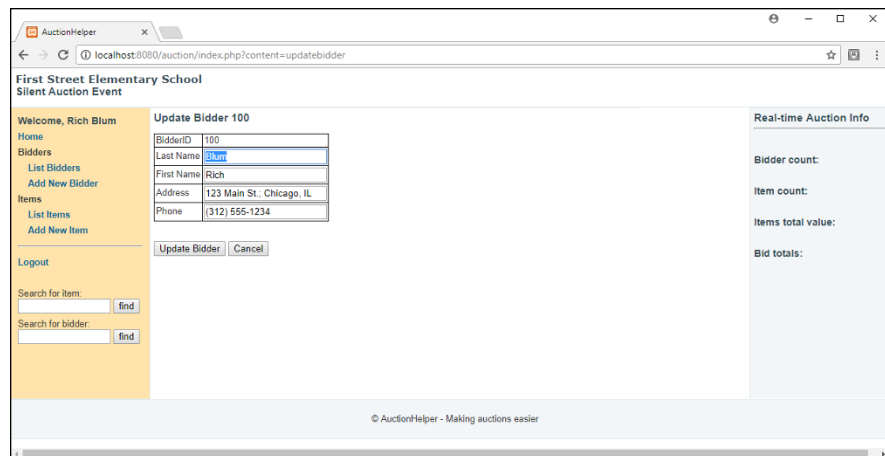 AuctionHelper
localhost:8080/auction/index.php?content=updatebidder
First Street Elementary School
Silent Auction Event
Welcome, Rich Blum
Home
Bidders
List Bidders
Add New Bidder
Items
List Items
Add New Item
Logout
Search for item:
find
Search for bidder:
find
Update Bidder 100
BidderID 100
Last Name Blum
First Name Rich
Address 123 Main St.; Chicago, IL
Phone (312) 555-1234
Update Bidder Cancel
Real-time Auction Info
Bidder count:
Item count:
Items total value:
Bid totals:
© AuctionHelper - Making auctions easier